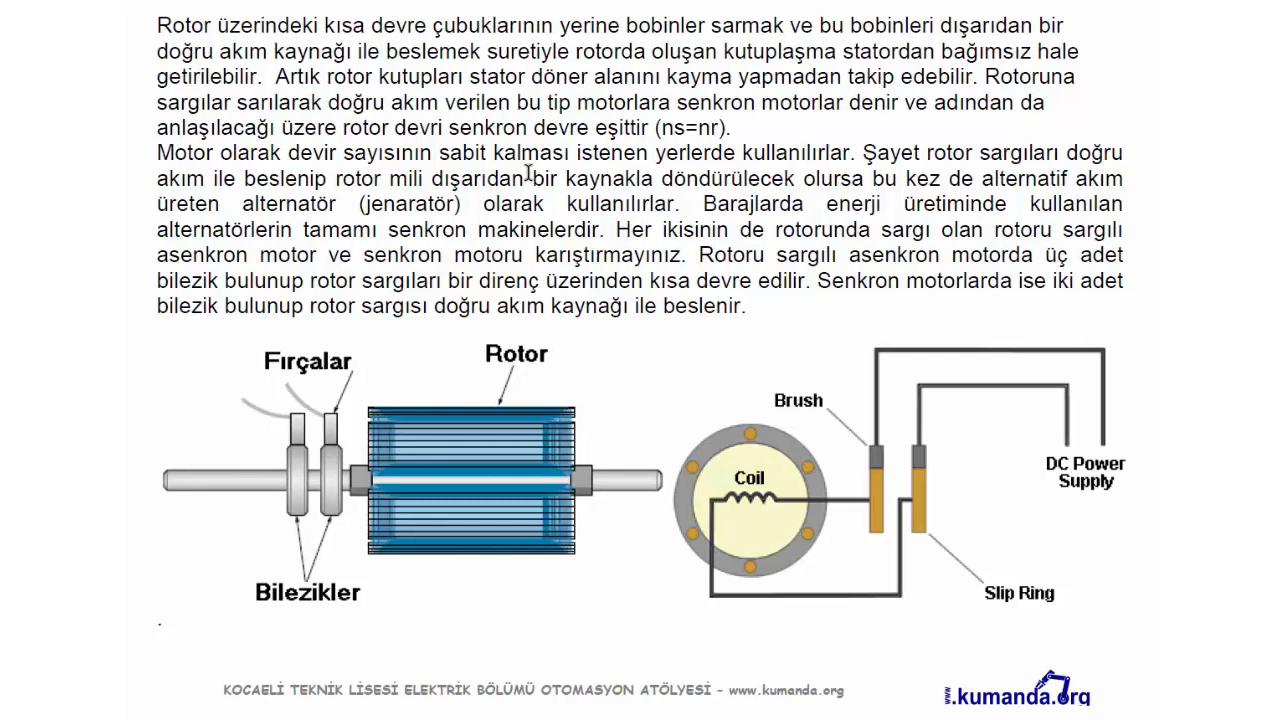 Rotor üzerindeki kısa devre çubuklarının yerine bobinler sarmak ve bu bobinleri dışarıdan bir
doğru akım kaynağı ile beslemek suretiyle rotorda oluşan kutuplaşma statordan bağımsız hale
getirilebilir. Artık rotor kutupları stator döner alanını kayma yapmadan takip edebilir. Rotoruna
sargılar sarılarak doğru akım verilen bu tip motorlara senkron motorlar denir ve adından da
anlaşılacağı üzere rotor devri senkron devre eşittir (ns=nr).
Motor olarak devir sayısının sabit kalması istenen yerlerde kullanılırlar. Şayet rotor sargıları doğru
akım ile beslenip rotor mili dışarıdan bir kaynakla döndürülecek olursa bu kez de alternatif akım
üreten alternatör (jenaratör) olarak kullanılırlar. Barajlarda enerji üretiminde kullanılan
alternatörlerin tamamı senkron makinelerdir. Her ikisinin de rotorunda sargı olan rotoru sargılı
asenkron motor ve senkron motoru karıştırmayınız. Rotoru sargılı asenkron motorda üç adet
bilezik bulunup rotor sargıları bir direnç üzerinden kısa devre edilir. Senkron motorlarda ise iki adet
bilezik bulunup rotor sargısı doğru akım kaynağı ile beslenir.
Fırçalar
Rotor
Bilezikler
Brush
Coil
DC Power
Supply
Slip Ring
.
KOCAELİ TEKNİK LİSESİ ELEKTRİK BÖLÜMÜ OTOMASYON ATÖLYESİ - www.kumanda.org
www.kumanda.org